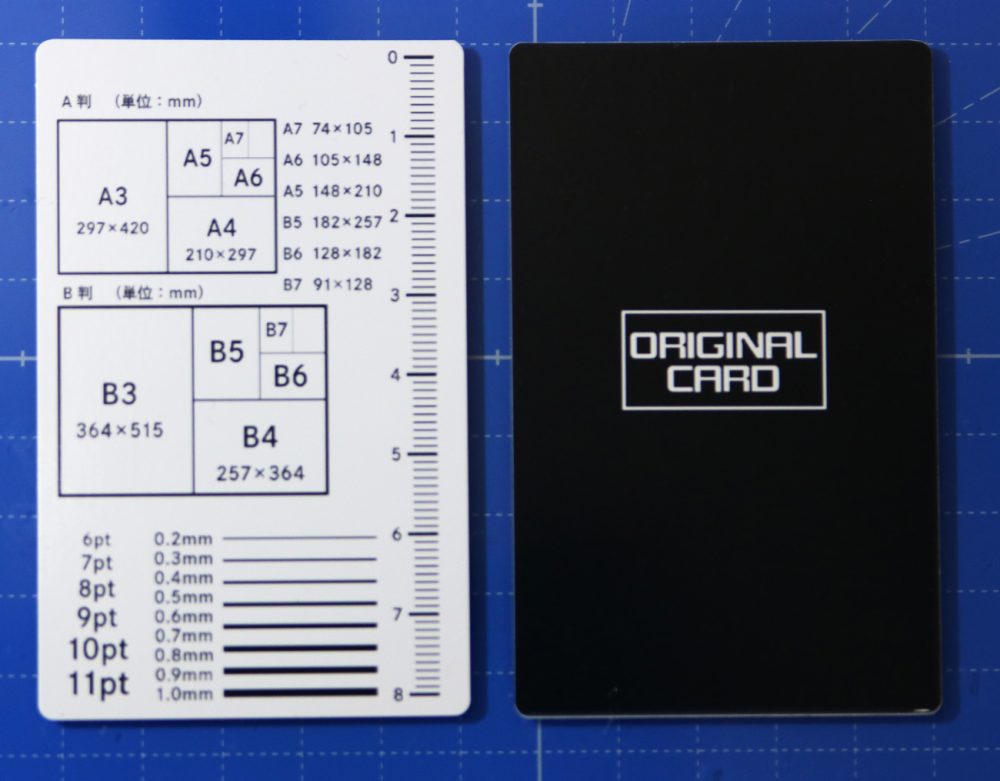 A 判 (単位：mm)
A3
297×420
A5
A7
A6
A4
210×297
A7 74×105
A6 105×148
A5 148×210
B5 182×257
B6 128×182
B7 91×128
B 判 (単位：mm)
B3
364×515
B5
B7
B6
B4
257×364
6pt
7pt
8pt
9pt
10pt
11pt
0.2mm
0.3mm
0.4mm
0.5mm
0.6mm
0.7mm
0.8mm
0.9mm
1.0mm
0
1
2
3
4
5
6
7
8
ORIGINAL
CARD